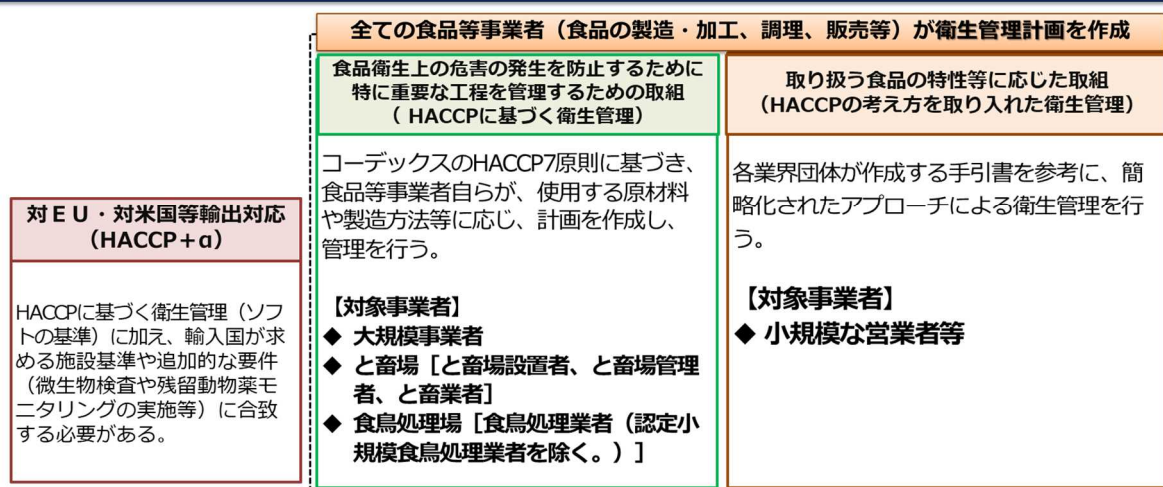 全ての食品等事業者（食品の製造・加工、調理、販売等）が衛生管理計画を作成
食品衛生上の危害の発生を防止するために
特に重要な工程を管理するための取組
（ HACCPに基づく衛生管理）
コーデックスのHACCP7原則に基づき、
食品等事業者自らが、使用する原材料
や製造方法等に応じ、計画を作成し、
管理を行う。
【対象事業者】
◆ 大規模事業者
◆ と畜場［と畜場設置者、と畜場管理
者、と畜業者］
◆ 食鳥処理場［食鳥処理業者（認定小
規模食鳥処理業者を除く。）］
取り扱う食品の特性等に応じた取組
（HACCPの考え方を取り入れた衛生管理）
各業界団体が作成する手引書を参考に、簡
略化されたアプローチによる衛生管理を行
う。
【対象事業者】
◆ 小規模な営業者等
対ＥＵ・対米国等輸出対応
（HACCP＋α）
HACCPに基づく衛生管理（ソフ
トの基準）に加え、輸入国が求
める施設基準や追加的な要件
（微生物検査や残留動物薬モ
ニタリングの実施等）に合致
する必要がある。